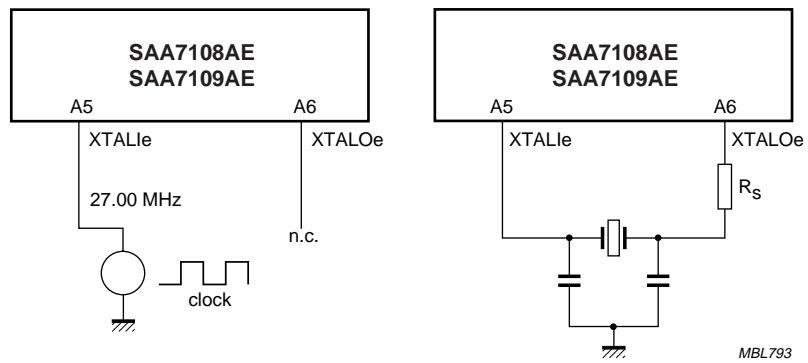 SAA7108AE
SAA7109AE
A5
A6
XTALIe
XTALOe
27.00 MHz
n.c.
clock
SAA7108AE
SAA7109AE
A5
A6
XTALIe
XTALOe
RS
MBL793